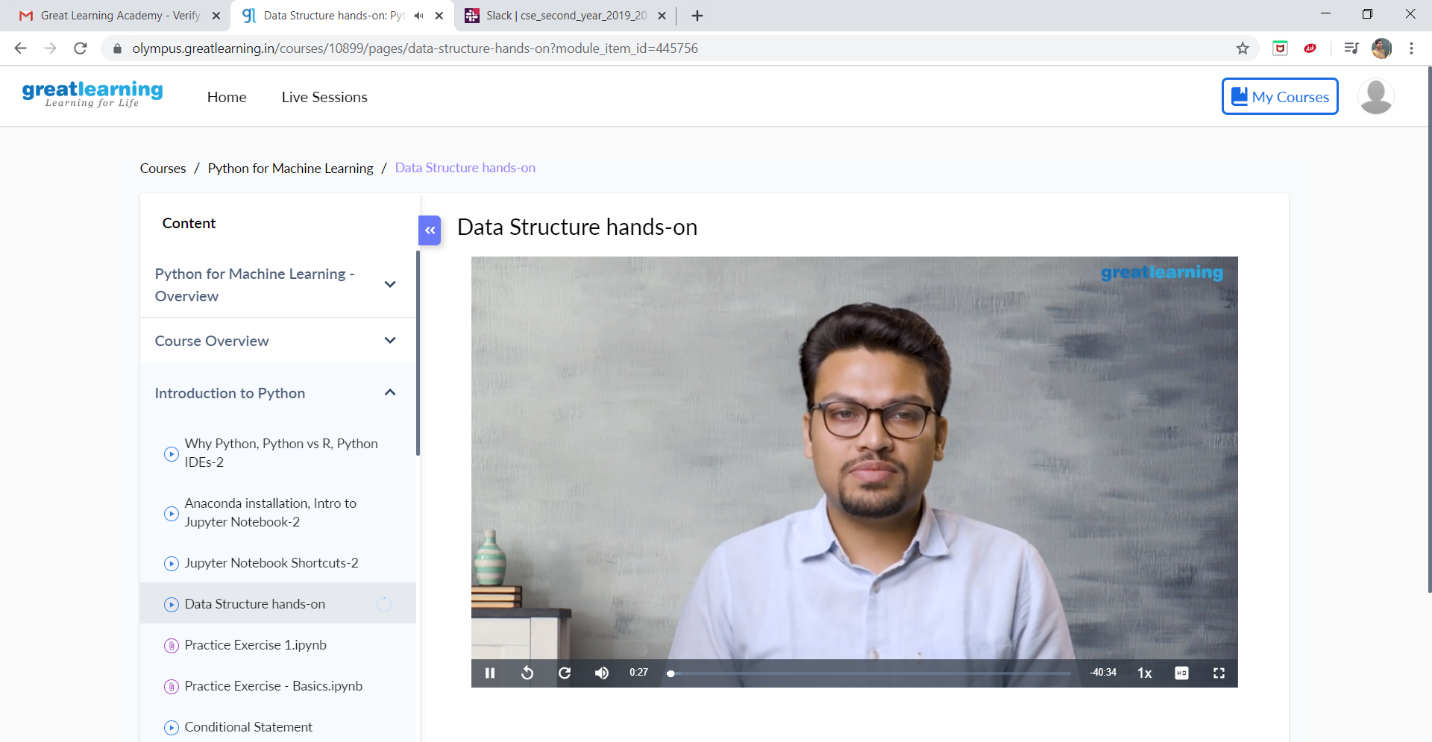 Great Learning Academy - Verify
Data Structure hands-on: Pyt
Slack | cse_second_year_2019_20
olympus.greatlearning.in/courses/10899/pages/data-structure-hands-on?module_item_id=445756
greatlearning
Learning for Life
Home
Live Sessions
My Courses
Courses / Python for Machine Learning / Data Structure hands-on
Content
Python for Machine Learning -
Overview
Course Overview
Introduction to Python
Why Python, Python vs R, Python
IDEs-2
Anaconda installation, Intro to
Jupyter Notebook-2
Jupyter Notebook Shortcuts-2
Data Structure hands-on
Practice Exercise 1.ipynb
Practice Exercise - Basics.ipynb
Conditional Statement
Data Structure hands-on
greatlearning
0:27
-40:34
1x
HD